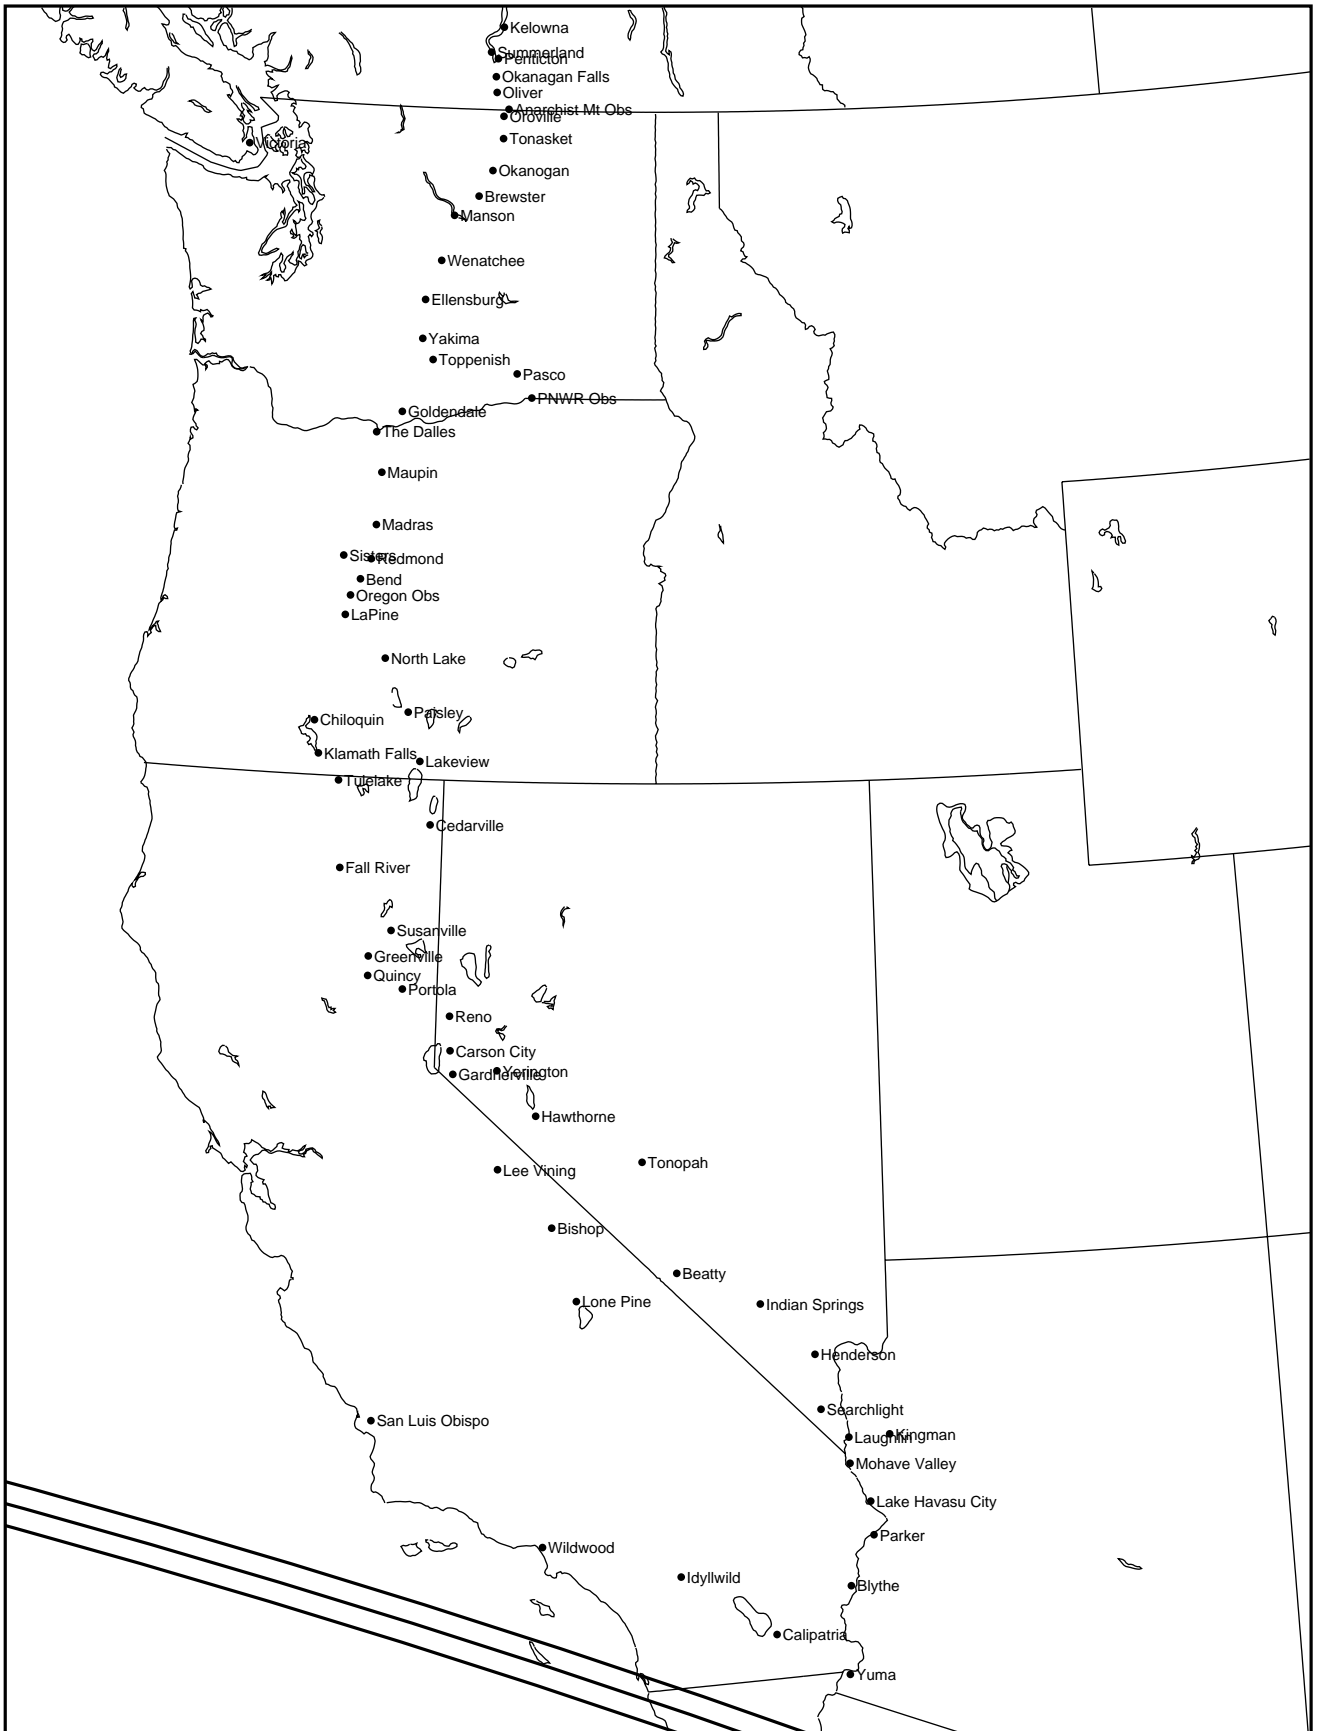 Kelowna
Summerland
Penticton
Okanagan Falls
Oliver
Anarchist Mt Obs
Oroville
Tonasket
Victoria
Okanogan
Brewster
Manson
Wenatchee
Ellensburg
Yakima
Toppenish
Pasco
PNWR Obs
Goldendale
The Dalles
Maupin
Madras
Sisters
Redmond
Bend
Oregon Obs
LaPine
North Lake
Paisley
Chiloquin
Klamath Falls
Lakeview
Tulelake
Cedarville
Fall River
Susanville
Greenville
Quincy
Portola
Reno
Carson City
Yerington
Gardnerville
Hawthorne
Tonopah
Lee Vining
Bishop
Beatty
Lone Pine
Indian Springs
Henderson
Searchlight
San Luis Obispo
Kingman
Laughlin
Mohave Valley
Lake Havasu City
Parker
Wildwood
Idyllwild
Blythe
Calipatria
Yuma